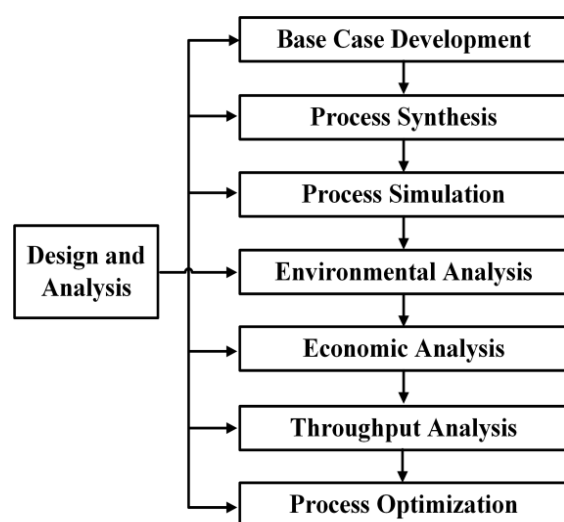 Base Case Development
Process Synthesis
Process Simulation
Design and
Analysis
Environmental Analysis
Economic Analysis
Throughput Analysis
Process Optimization